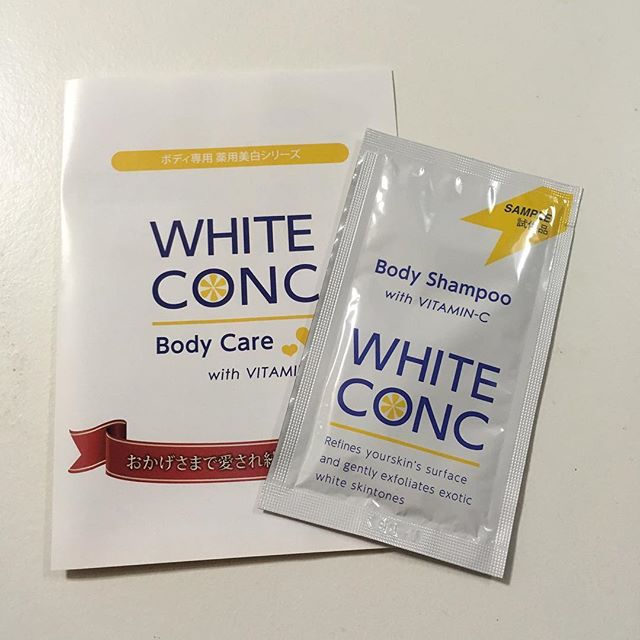 ボディ専用 薬用美白シリーズ
WHITE
CONC
Body Care
with VITAMIN
おかげさまで愛され続
SAMPLE
試供品
Body Shampoo
with VITAMIN-C
WHITE
CONC
Refines yourskin's surface
and gently exfoliates exotic
white skintones